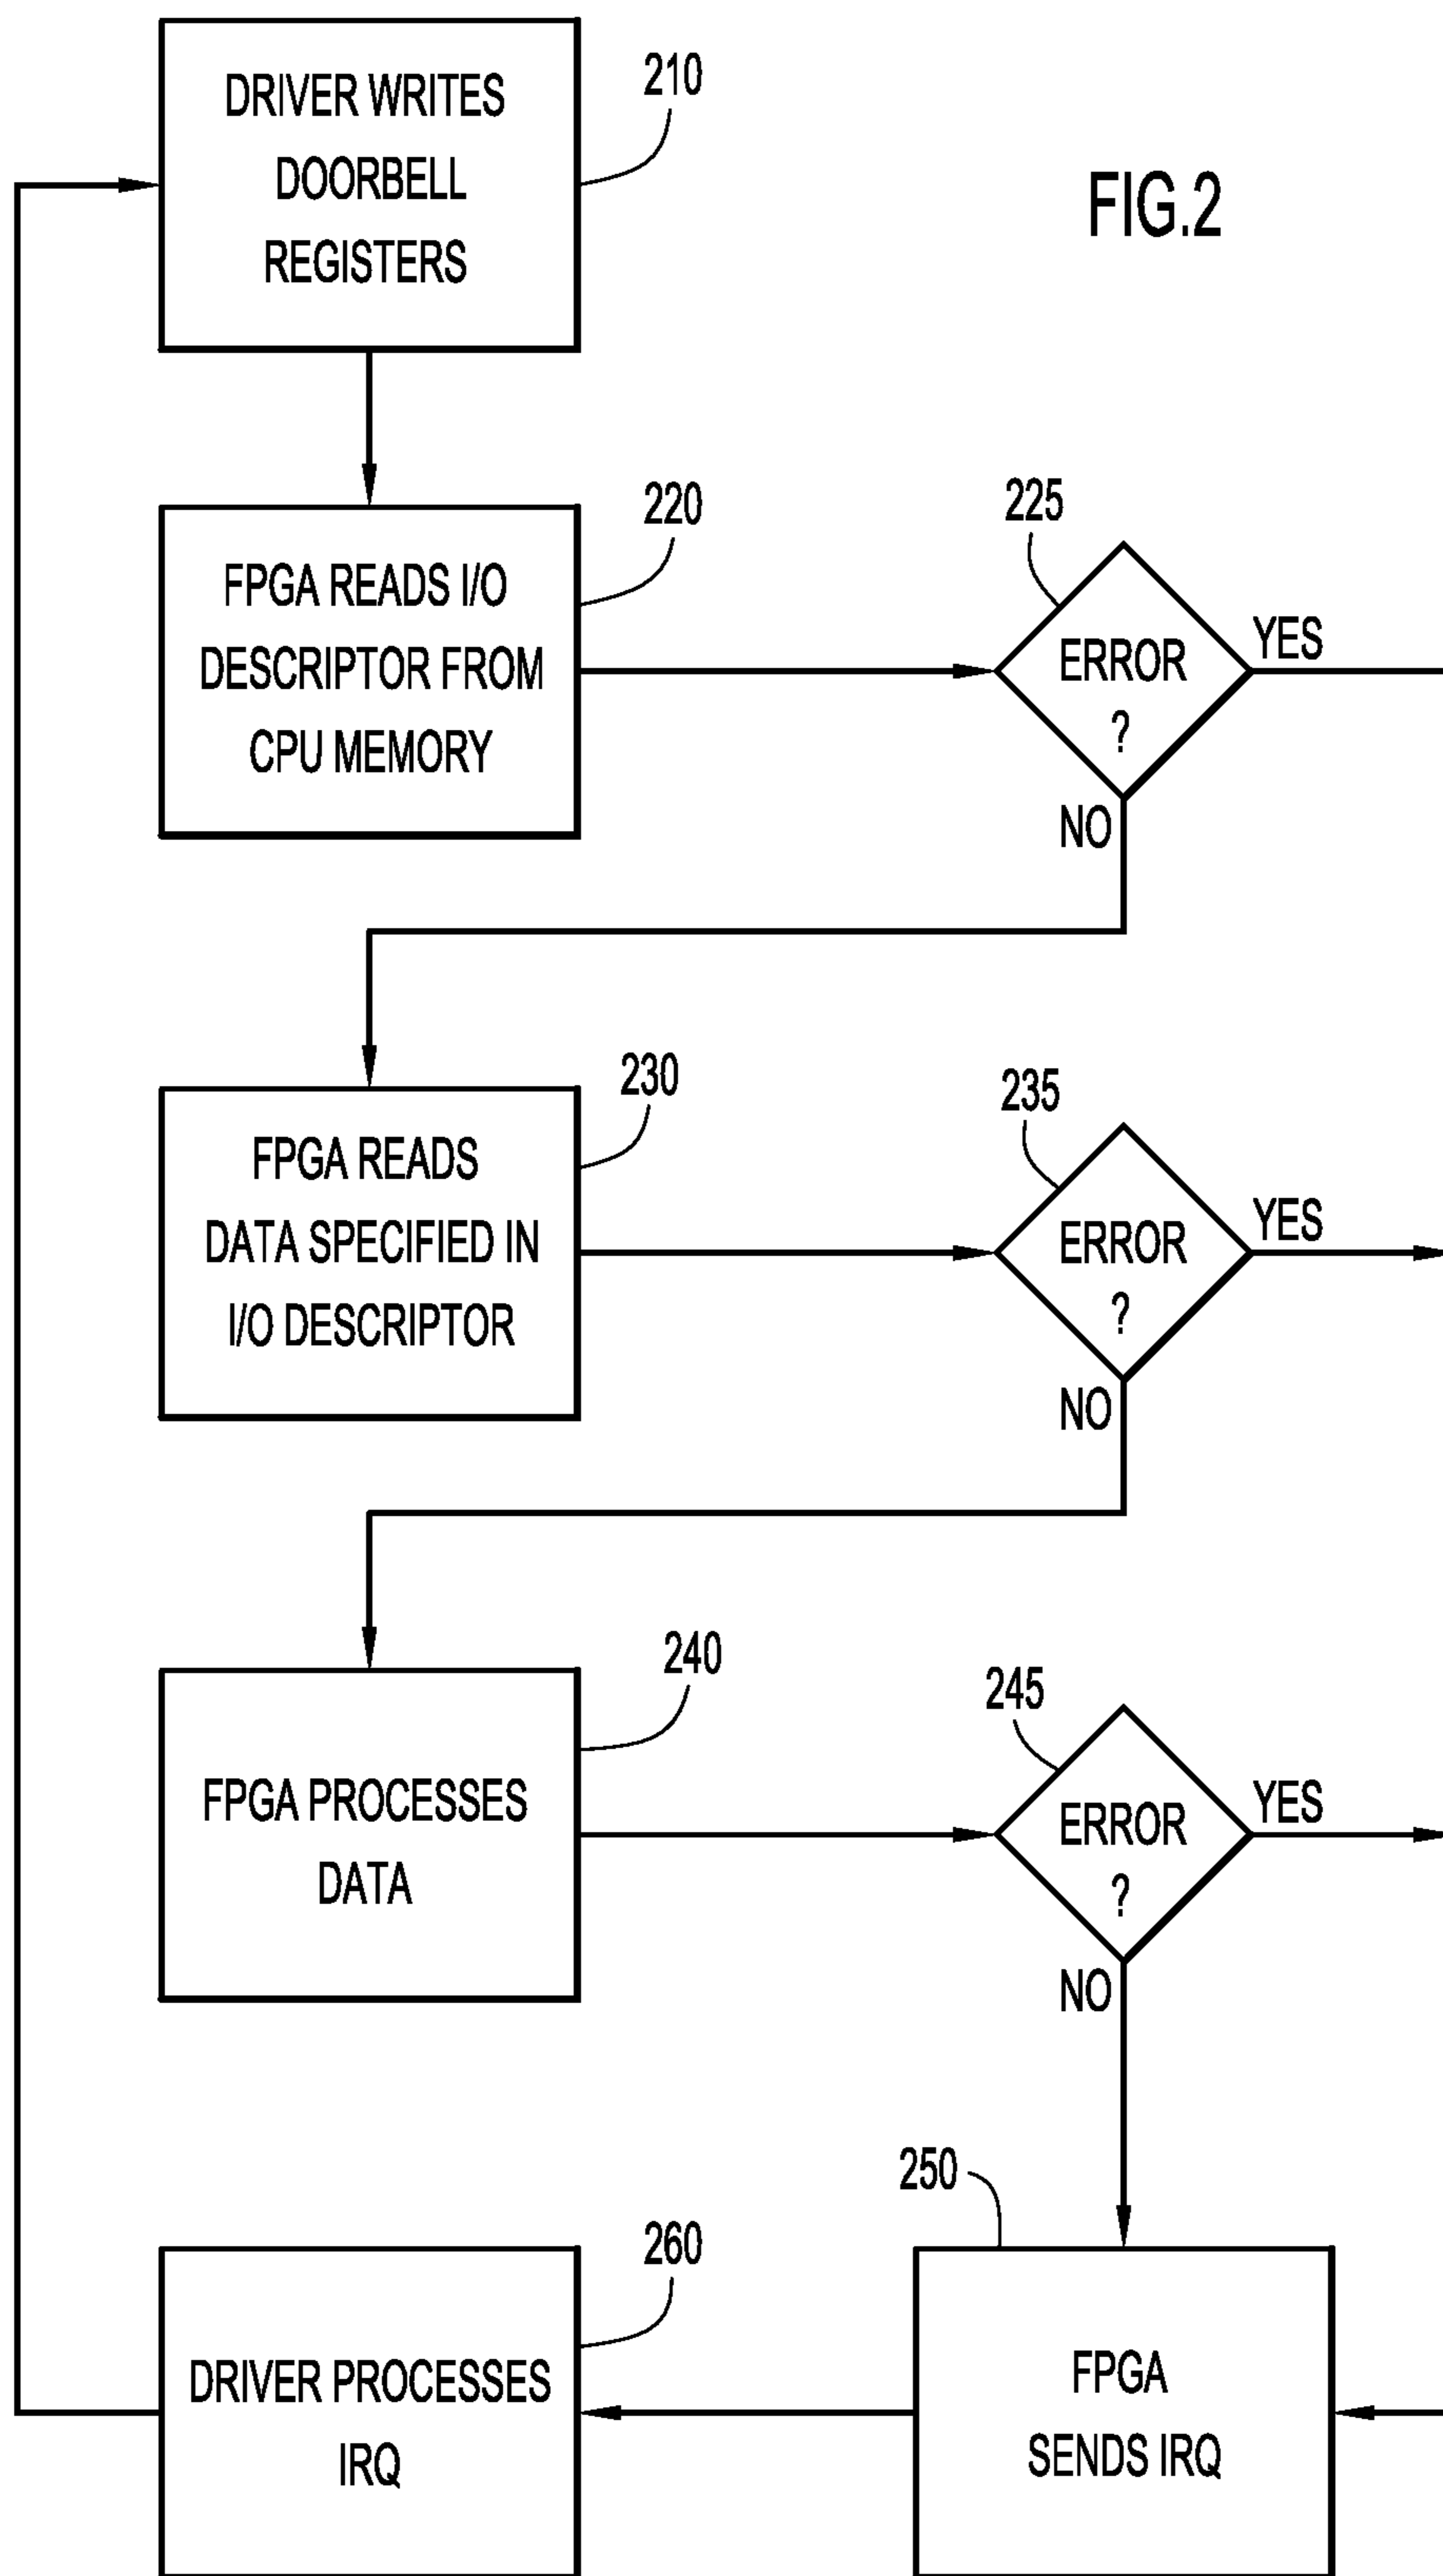 DRIVER WRITES
DOORBELL
REGISTERS
210
FIG.2
FPGA READS I/O
DESCRIPTOR FROM
CPU MEMORY
220
225
ERROR
?
YES
NO
FPGA READS
DATA SPECIFIED IN
I/O DESCRIPTOR
230
235
ERROR
?
YES
NO
FPGA PROCESSES
DATA
240
245
ERROR
?
YES
NO
250
FPGA
SENDS IRQ
260
DRIVER PROCESSES
IRQ